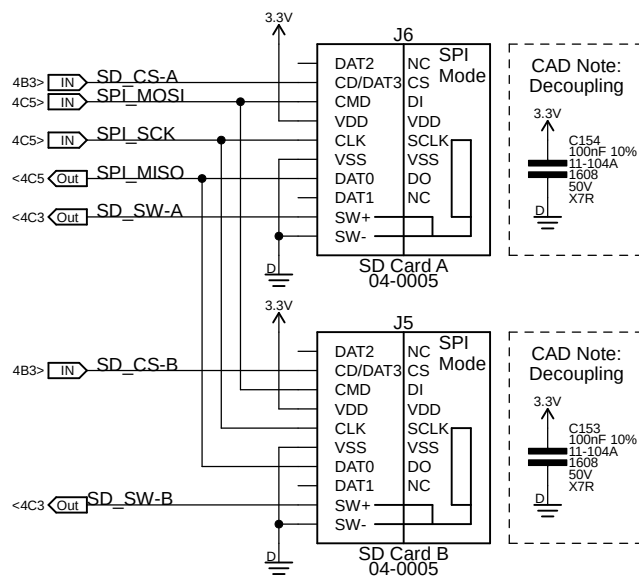 3.3V
J6
DAT2 NC SPI
4B3> IN SD_CS-A CD/DAT3 CS Mode
4C5> IN SPI_MOSI CMD DI
VDD VDD
4C5> IN SPI_SCK CLK SCLK
VSS VSS
<4C5 Out SPI_MISO DAT0 DO
DAT1 NC
<4C3 Out SD_SW-A SW+
SW-
D
SD Card A
04-0005
CAD Note:
Decoupling
3.3V
C154
100nF 10%
11-104A
1608
50V
X7R
D
3.3V
J5
DAT2 NC SPI
4B3> IN SD_CS-B CD/DAT3 CS Mode
CMD DI
VDD VDD
CLK SCLK
VSS VSS
DAT0 DO
DAT1 NC
<4C3 Out SD_SW-B SW+
SW-
D
SD Card B
04-0005
CAD Note:
Decoupling
3.3V
C153
100nF 10%
11-104A
1608
50V
X7R
D